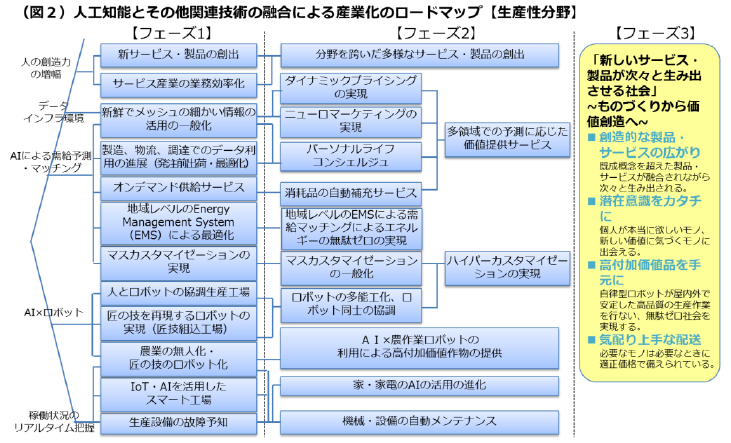 (図２）人工知能とその他関連技術の融合による産業化のロードマップ【生産性分野】
【フェーズ1】
【フェーズ2】
【フェーズ3】
人の創造力
の増幅
データ
インフラ環境
AIによる需給予測
・マッチング
AI×ロボット
稼働状況の
リアルタイム把握
新サービス・製品の創出
サービス産業の業務効率化
新鮮でメッシュの細かい情報の
活用の一般化
製造、物流、調達でのデータ利
用の進展（発注前出荷・最適化）
オンデマンド供給サービス
地域レベルのEnergy
Management System
（EMS）による最適化
マスカスタマイゼーションの
実現
人とロボットの協調生産工場
匠の技を再現するロボットの
実現（匠技組込工場）
農業の無人化・
匠の技のロボット化
IoT・AIを活用した
スマート工場
生産設備の故障予知
分野を跨いだ多様なサービス・製品の創出
ダイナミックプライシング
の実現
ニューロマーケティングの
実現
パーソナルライフ
コンシェルジュ
消耗品の自動補充サービス
地域レベルのEMSによる需
給マッチングによるエネル
ギーの無駄ゼロの実現
マスカスタマイゼーション
の一般化
ロボットの多能工化、ロ
ボット同士の協調
ＡＩ×農作業ロボットの
利用による高付加価値作物の提供
家・家電のAIの活用の進化
機械・設備の自動メンテナンス
多領域での予測に応じた
価値提供サービス
ハイパーカスタマイゼ
ーションの実現
「新しいサービス・
製品が次々と生み出
させる社会」
~ものづくりから価
値創造へ~
■ 創造的な製品・
サービスの広がり
既成概念を超えた製品・
サービスが融合されながら
次々と生み出される。
■ 潜在意識をカタチ
に
個人が本当に欲しいモノ、
新しい価値に気づくモノに
出会える。
■ 高付加価値品を手
元に
自律型ロボットが屋内外で
安定した高品質の生産作業
を行ない、無駄ゼロ社会を
実現する。
■ 気配り上手な配送
必要なモノは必要なときに
適正価格で備えられている。